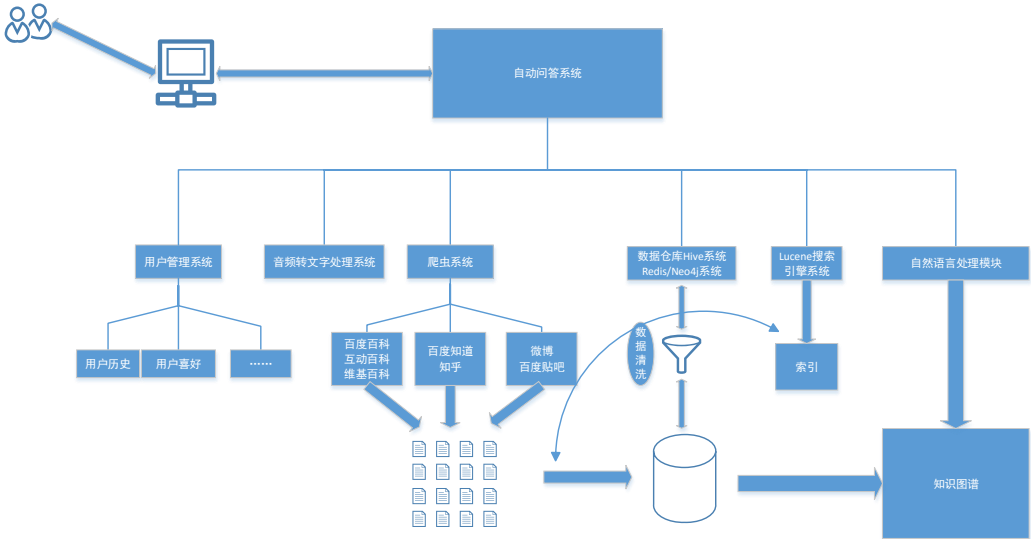 自动问答系统
用户管理系统
音频转文字处理系统
爬虫系统
数据仓库Hive系统
Redis/Neo4j系统
Lucene搜索
引擎系统
自然语言处理模块
用户历史
用户喜好
……
百度百科
互动百科
维基百科
百度知道
知乎
微博
百度贴吧
数
据
清
洗
索引
知识图谱